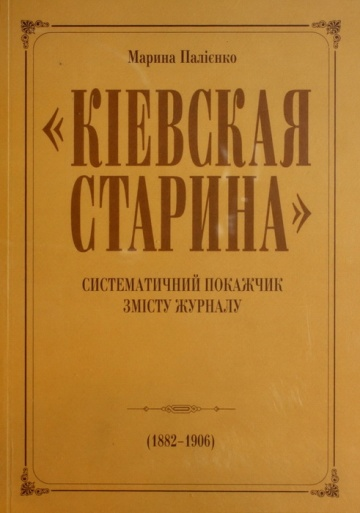 Марина Палієнко
«КІЕВСКАЯ
СТАРИНА»
СИСТЕМАТИЧНИЙ ПОКАЖЧИК
ЗМІСТУ ЖУРНАЛУ
(1882–1906)